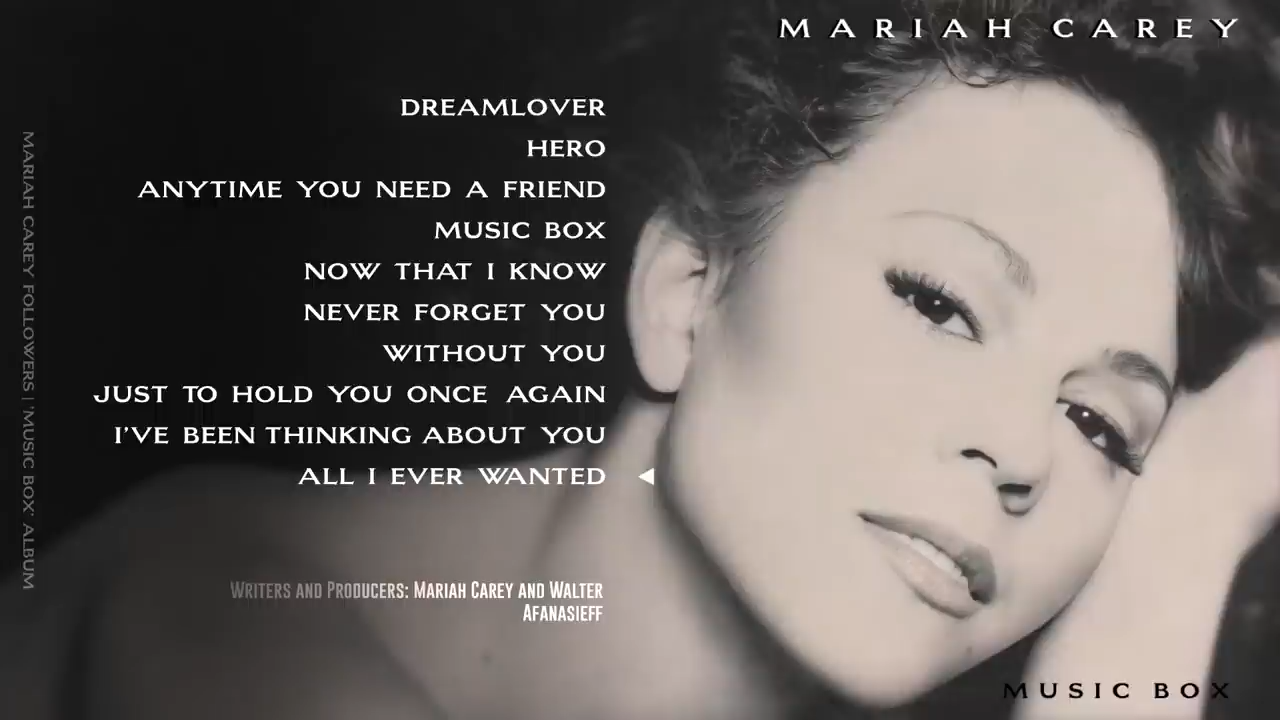 MARIAH CAREY
DREAMLOVER
HERO
ANYTIME YOU NEED A FRIEND
MUSIC BOX
NOW THAT I KNOW
NEVER FORGET YOU
WITHOUT YOU
JUST TO HOLD YOU ONCE AGAIN
I'VE BEEN THINKING ABOUT YOU
ALL I EVER WANTED
WRITERS AND PRODUCERS: MARIAH CAREY AND WALTER
AFANASIEFF
MARIAH CAREY FOLLOWERS | 'MUSIC BOX' ALBUM
MUSIC BOX